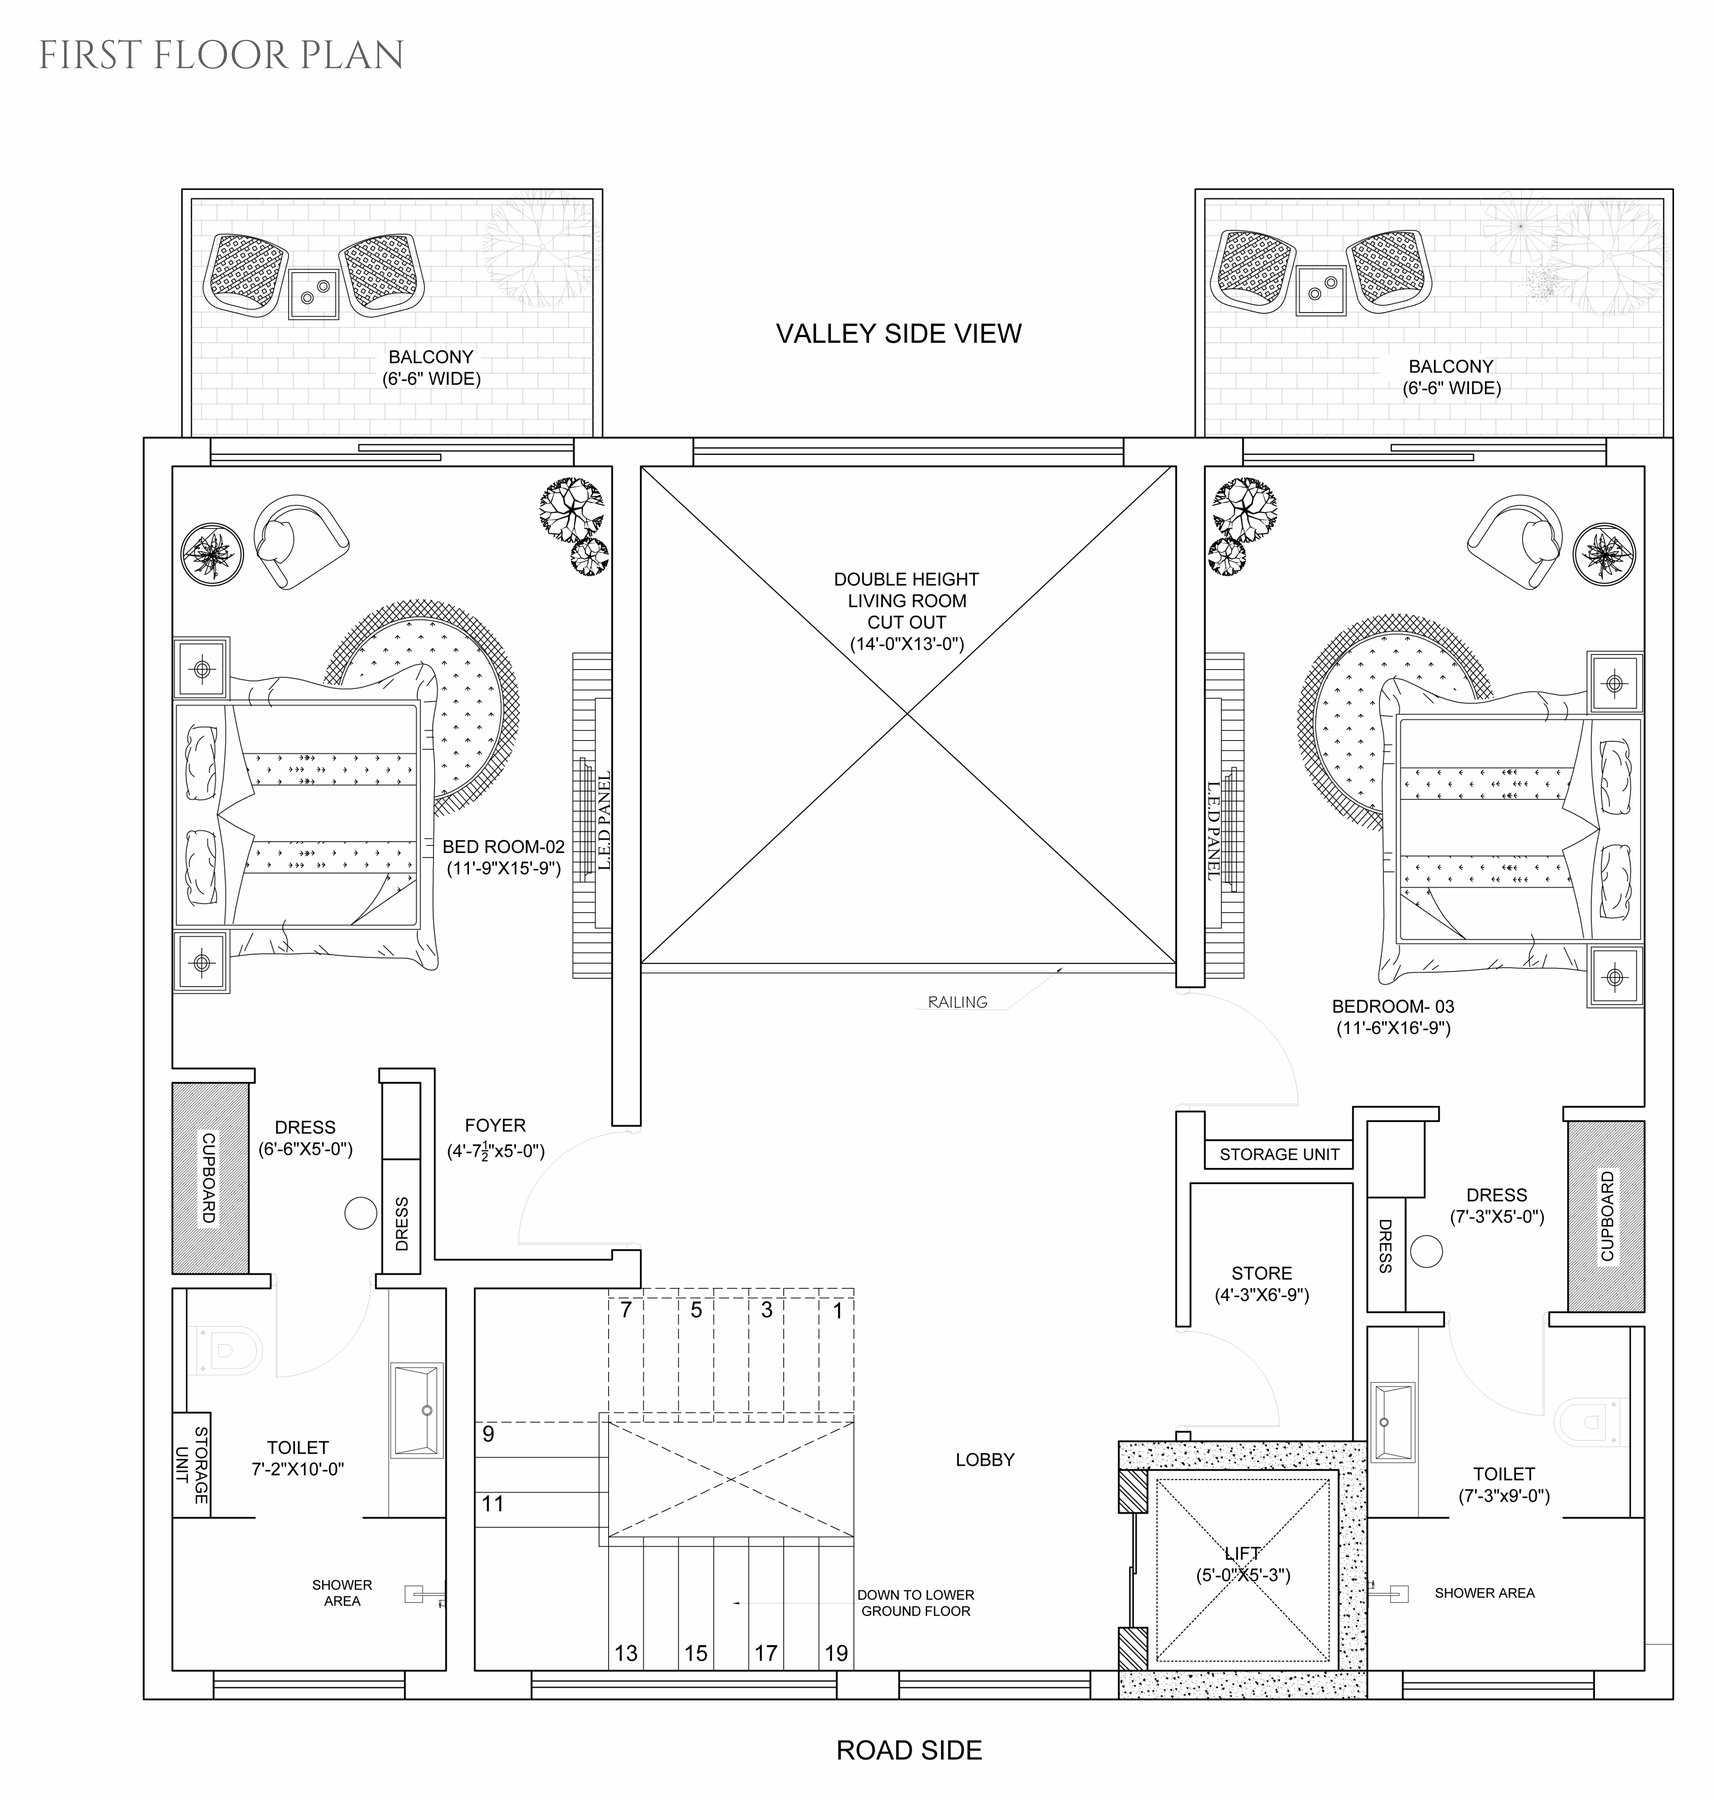 FIRST FLOOR PLAN
BALCONY
(6'-6" WIDE)
VALLEY SIDE VIEW
BALCONY
(6'-6" WIDE)
DOUBLE HEIGHT
LIVING ROOM
CUT OUT
(14'-0"X13'-0")
L.E.D PANEL
L.E.D PANEL
BED ROOM-02
(11'-9"X15'-9")
RAILING
BEDROOM- 03
(11'-6"X16'-9")
CUPBOARD
DRESS
(6'-6"X5'-0")
DRESS
FOYER
(4'-7½"x5'-0")
STORAGE UNIT
DRESS
(7'-3"X5'-0")
DRESS
CUPBOARD
STORE
(4'-3"X6'-9")
7 5 3 1
9
11
13 15 17 19
STORAGE
UNIT
TOILET
7'-2"X10'-0"
LOBBY
TOILET
(7'-3"x9'-0")
LIFT
(5'-0"X5'-3")
SHOWER
AREA
DOWN TO LOWER
GROUND FLOOR
SHOWER AREA
ROAD SIDE